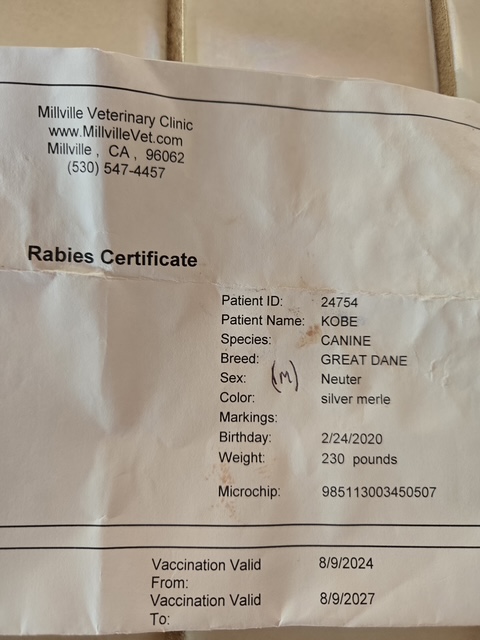 Millville Veterinary Clinic
www.MillvilleVet.com
Millville , CA , 96062
(530) 547-4457
Rabies Certificate
Patient ID: 24754
Patient Name: KOBE
Species: CANINE
Breed: GREAT DANE
Sex: (M) Neuter
Color: silver merle
Markings:
Birthday: 2/24/2020
Weight: 230 pounds
Microchip: 985113003450507
Vaccination Valid From: 8/9/2024
Vaccination Valid To: 8/9/2027